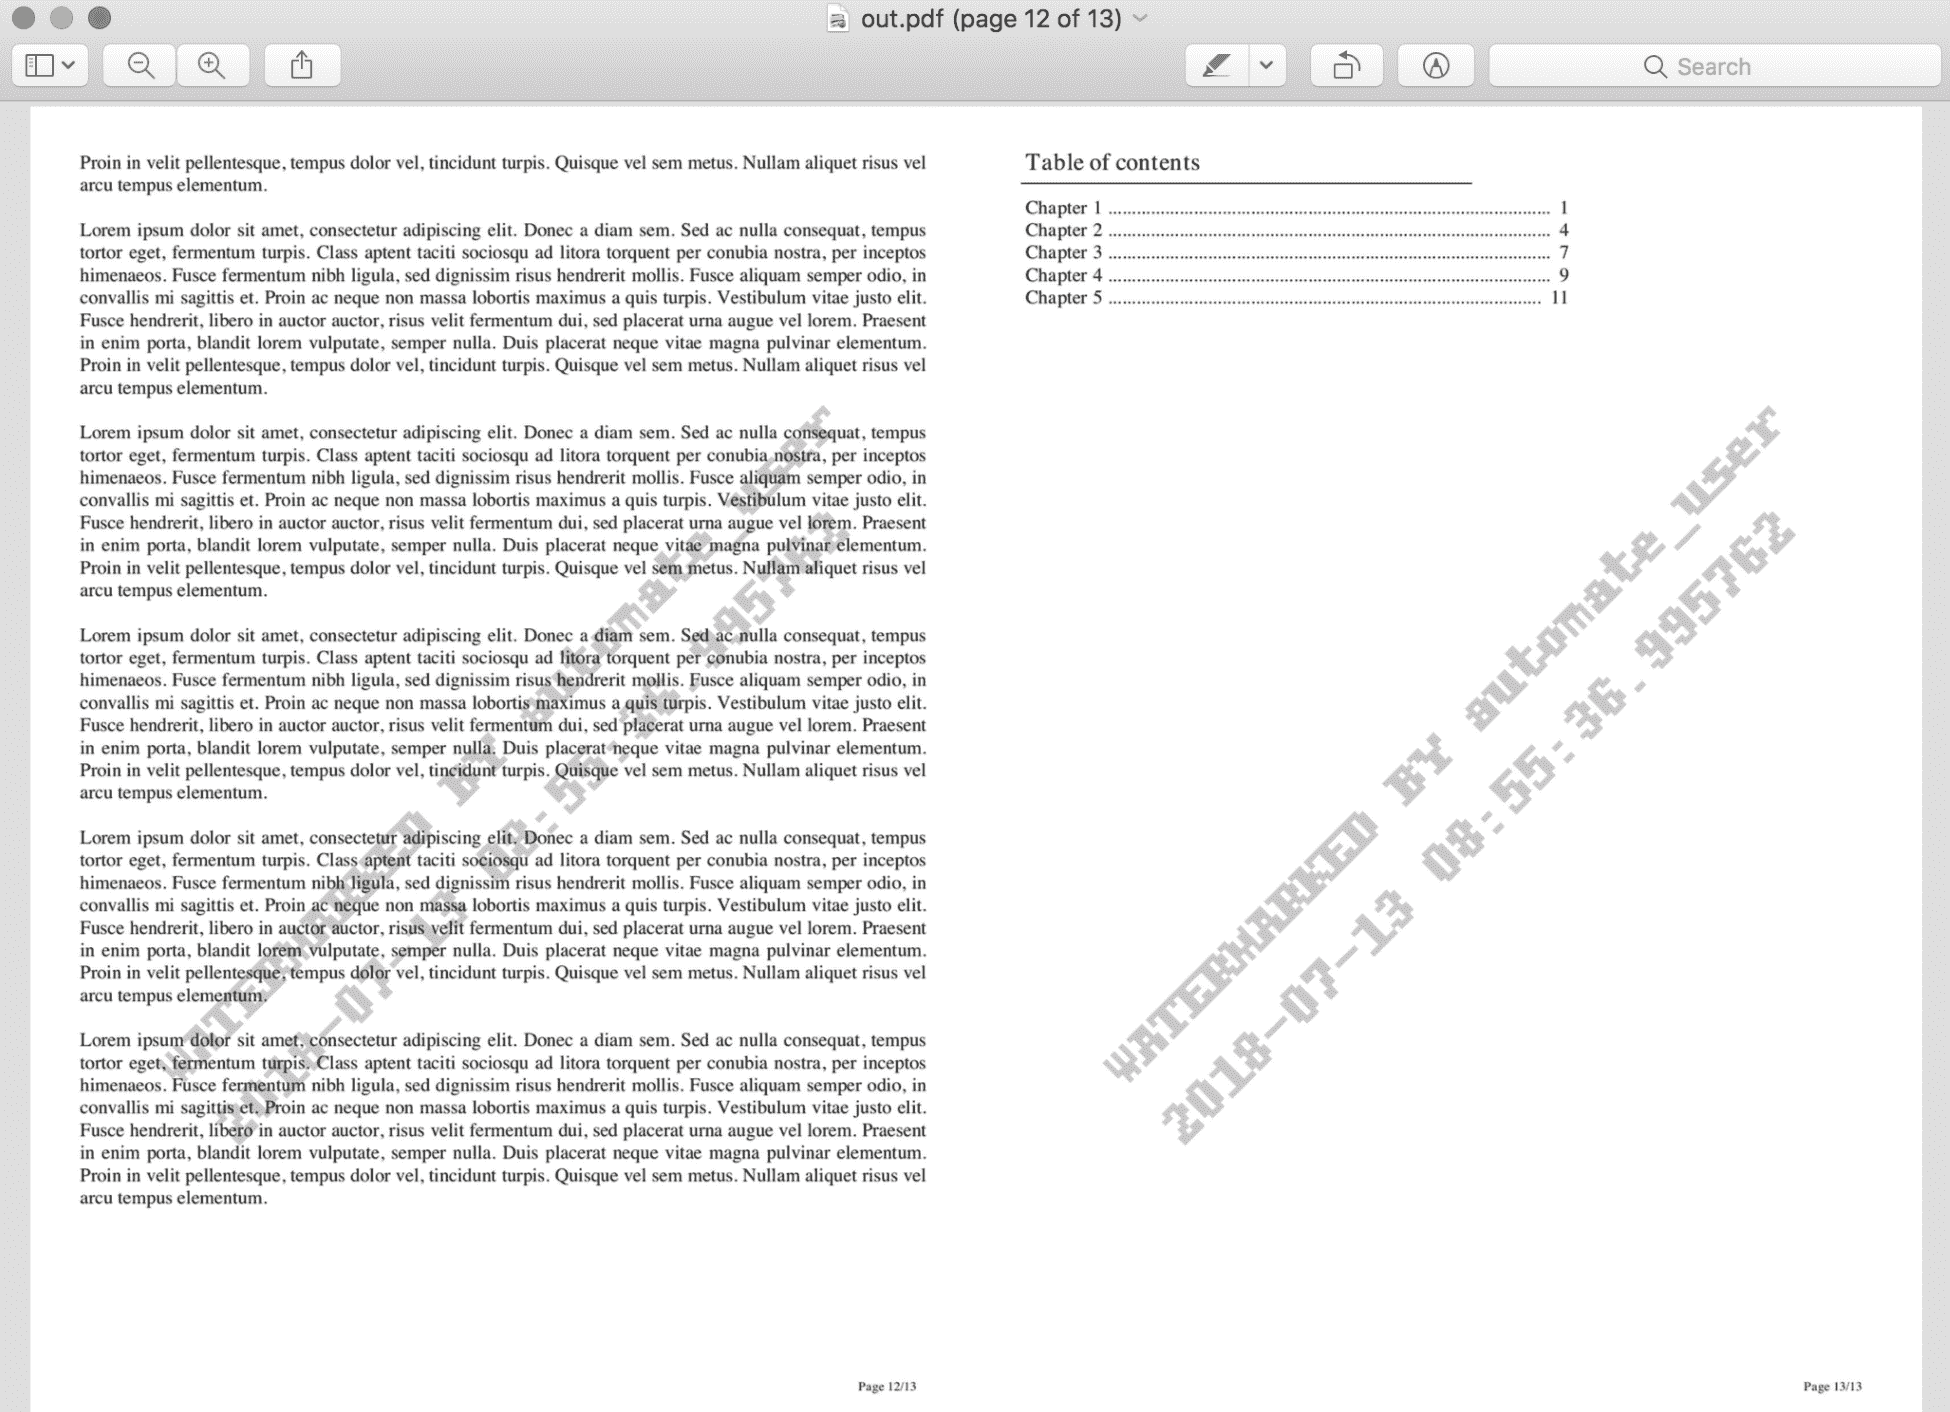 out.pdf (page 12 of 13)
Search
Proin in velit pellentesque, tempus dolor vel, tincidunt turpis. Quisque vel sem metus. Nullam aliquet risus vel
arcu tempus elementum.
Lorem ipsum dolor sit amet, consectetur adipiscing elit. Donec a diam sem. Sed ac nulla consequat, tempus
tortor eget, fermentum turpis. Class aptent taciti sociosqu ad litora torquent per conubia nostra, per inceptos
himenaeos. Fusce fermentum nibh ligula, sed dignissim risus hendrerit mollis. Fusce aliquam semper odio, in
convallis mi sagittis et. Proin ac neque non massa lobortis maximus a quis turpis. Vestibulum vitae justo elit.
Fusce hendrerit, libero in auctor auctor, risus velit fermentum dui, sed placerat urna augue vel lorem. Praesent
in enim porta, blandit lorem vulputate, semper nulla. Duis placerat neque vitae magna pulvinar elementum.
Proin in velit pellentesque, tempus dolor vel, tincidunt turpis. Quisque vel sem metus. Nullam aliquet risus vel
arcu tempus elementum.
Lorem ipsum dolor sit amet, consectetur adipiscing elit. Donec a diam sem. Sed ac nulla consequat, tempus
tortor eget, fermentum turpis. Class aptent taciti sociosqu ad litora torquent per conubia nostra, per inceptos
himenaeos. Fusce fermentum nibh ligula, sed dignissim risus hendrerit mollis. Fusce aliquam semper odio, in
convallis mi sagittis et. Proin ac neque non massa lobortis maximus a quis turpis. Vestibulum vitae justo elit.
Fusce hendrerit, libero in auctor auctor, risus velit fermentum dui, sed placerat urna augue vel lorem. Praesent
in enim porta, blandit lorem vulputate, semper nulla. Duis placerat neque vitae magna pulvinar elementum.
Proin in velit pellentesque, tempus dolor vel, tincidunt turpis. Quisque vel sem metus. Nullam aliquet risus vel
arcu tempus elementum.
Lorem ipsum dolor sit amet, consectetur adipiscing elit. Donec a diam sem. Sed ac nulla consequat, tempus
tortor eget, fermentum turpis. Class aptent taciti sociosqu ad litora torquent per conubia nostra, per inceptos
himenaeos. Fusce fermentum nibh ligula, sed dignissim risus hendrerit mollis. Fusce aliquam semper odio, in
convallis mi sagittis et. Proin ac neque non massa lobortis maximus a quis turpis. Vestibulum vitae justo elit.
Fusce hendrerit, libero in auctor auctor, risus velit fermentum dui, sed placerat urna augue vel lorem. Praesent
in enim porta, blandit lorem vulputate, semper nulla. Duis placerat neque vitae magna pulvinar elementum.
Proin in velit pellentesque, tempus dolor vel, tincidunt turpis. Quisque vel sem metus. Nullam aliquet risus vel
arcu tempus elementum.
Lorem ipsum dolor sit amet, consectetur adipiscing elit. Donec a diam sem. Sed ac nulla consequat, tempus
tortor eget, fermentum turpis. Class aptent taciti sociosqu ad litora torquent per conubia nostra, per inceptos
himenaeos. Fusce fermentum nibh ligula, sed dignissim risus hendrerit mollis. Fusce aliquam semper odio, in
convallis mi sagittis et. Proin ac neque non massa lobortis maximus a quis turpis. Vestibulum vitae justo elit.
Fusce hendrerit, libero in auctor auctor, risus velit fermentum dui, sed placerat urna augue vel lorem. Praesent
in enim porta, blandit lorem vulputate, semper nulla. Duis placerat neque vitae magna pulvinar elementum.
Proin in velit pellentesque, tempus dolor vel, tincidunt turpis. Quisque vel sem metus. Nullam aliquet risus vel
arcu tempus elementum.
Lorem ipsum dolor sit amet, consectetur adipiscing elit. Donec a diam sem. Sed ac nulla consequat, tempus
tortor eget, fermentum turpis. Class aptent taciti sociosqu ad litora torquent per conubia nostra, per inceptos
himenaeos. Fusce fermentum nibh ligula, sed dignissim risus hendrerit mollis. Fusce aliquam semper odio, in
convallis mi sagittis et. Proin ac neque non massa lobortis maximus a quis turpis. Vestibulum vitae justo elit.
Fusce hendrerit, libero in auctor auctor, risus velit fermentum dui, sed placerat urna augue vel lorem. Praesent
in enim porta, blandit lorem vulputate, semper nulla. Duis placerat neque vitae magna pulvinar elementum.
Proin in velit pellentesque, tempus dolor vel, tincidunt turpis. Quisque vel sem metus. Nullam aliquet risus vel
arcu tempus elementum.
WATERMARKED BY automate_user
2018-07-13 08:55:36.995763
Page 12/13
Table of contents
Chapter 1 ........................................ 1
Chapter 2 ........................................ 4
Chapter 3 ........................................ 7
Chapter 4 ........................................ 9
Chapter 5 ........................................ 11
WATERMARKED BY automate_user
2018-07-13 08:55:36.995762
Page 13/13